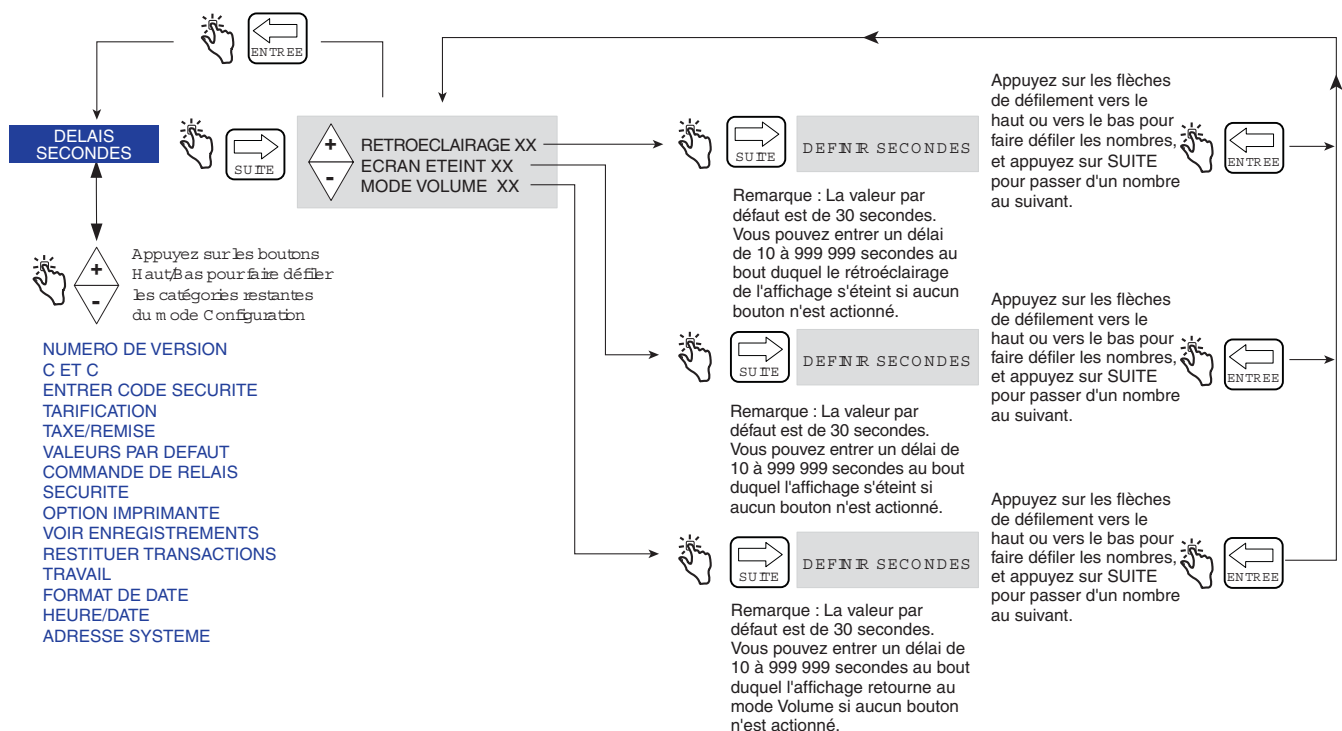 ENTREE
DELAIS
SECONDES
SUITE
+
-
RETROECLAIRAGE XX
ECRAN ETEINT XX
MODE VOLUME XX
SUITE
DEFINIR SECONDES
Appuyez sur les flèches
de défilement vers le
haut ou vers le bas pour
faire défiler les nombres,
et appuyez sur SUITE
pour passer d'un nombre
au suivant.
ENTREE
Remarque : La valeur par
défaut est de 30 secondes.
Vous pouvez entrer un délai
de 10 à 999 999 secondes au
bout duquel le rétroéclairage
de l'affichage s'éteint si aucun
bouton n'est actionné.
+
-
Appuyez sur les boutons
Haut/Bas pour faire défiler
les catégories restantes
du mode Configuration
NUMERO DE VERSION
C ET C
ENTRER CODE SECURITE
TARIFICATION
TAXE/REMISE
VALEURS PAR DEFAUT
COMMANDE DE RELAIS
SECURITE
OPTION IMPRIMANTE
VOIR ENREGISTREMENTS
RESTITUER TRANSACTIONS
TRAVAIL
FORMAT DE DATE
HEURE/DATE
ADRESSE SYSTEME
SUITE
DEFINIR SECONDES
Appuyez sur les flèches
de défilement vers le
haut ou vers le bas pour
faire défiler les nombres,
et appuyez sur SUITE
pour passer d'un nombre
au suivant.
ENTREE
Remarque : La valeur par
défaut est de 30 secondes.
Vous pouvez entrer un délai de
10 à 999 999 secondes au bout
duquel l'affichage s'éteint si
aucun bouton n'est actionné.
SUITE
DEFINIR SECONDES
Appuyez sur les flèches
de défilement vers le
haut ou vers le bas pour
faire défiler les nombres,
et appuyez sur SUITE
pour passer d'un nombre
au suivant.
ENTREE
Remarque : La valeur par
défaut est de 30 secondes.
Vous pouvez entrer un délai de
10 à 999 999 secondes au bout
duquel l'affichage retourne au
mode Volume si aucun bouton
n'est actionné.